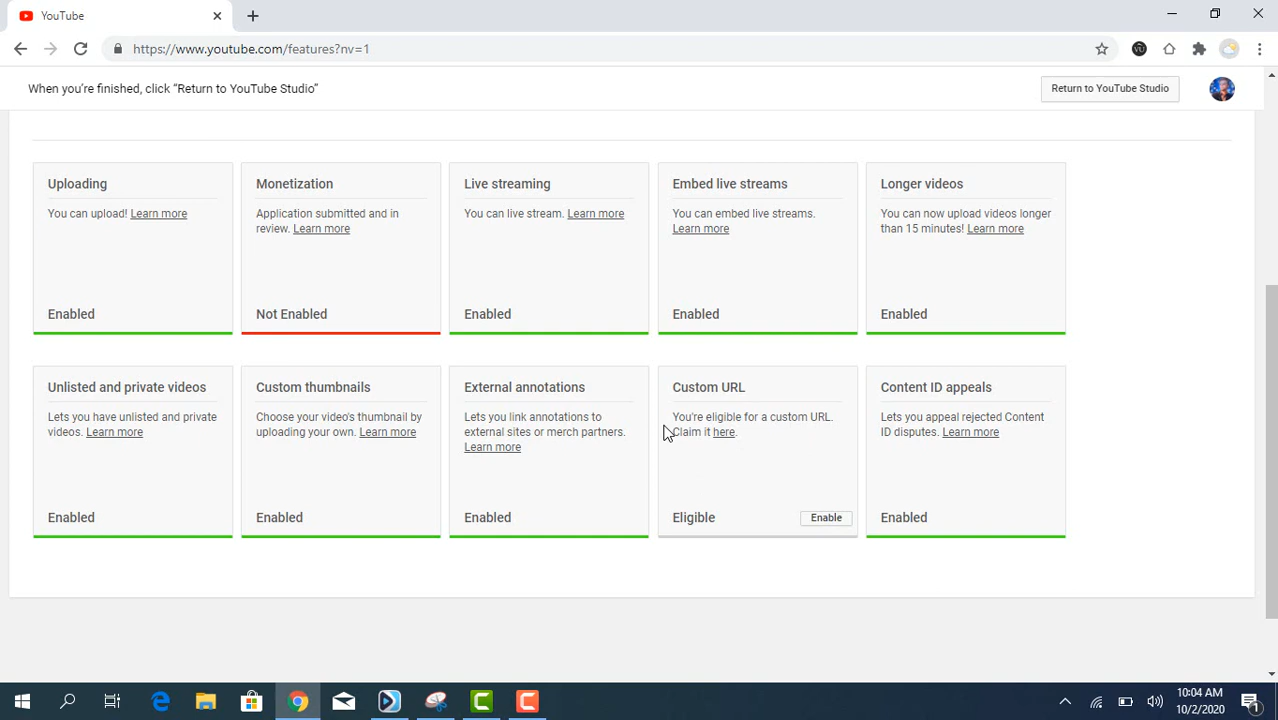 YouTube
https://www.youtube.com/features?nv=1
When you're finished, click "Return to YouTube Studio"
Return to YouTube Studio
Uploading
You can upload! Learn more
Enabled
Monetization
Application submitted and in
review. Learn more
Not Enabled
Live streaming
You can live stream. Learn more
Enabled
Embed live streams
You can embed live streams.
Learn more
Enabled
Longer videos
You can now upload videos longer
than 15 minutes! Learn more
Enabled
Unlisted and private videos
Lets you have unlisted and private
videos. Learn more
Enabled
Custom thumbnails
Choose your video's thumbnail by
uploading your own. Learn more
Enabled
External annotations
Lets you link annotations to
external sites or merch partners.
Learn more
Enabled
Custom URL
You're eligible for a custom URL.
Claim it here.
Eligible
Enable
Content ID appeals
Lets you appeal rejected Content
ID disputes. Learn more
Enabled
10:04 AM
10/2/2020
1